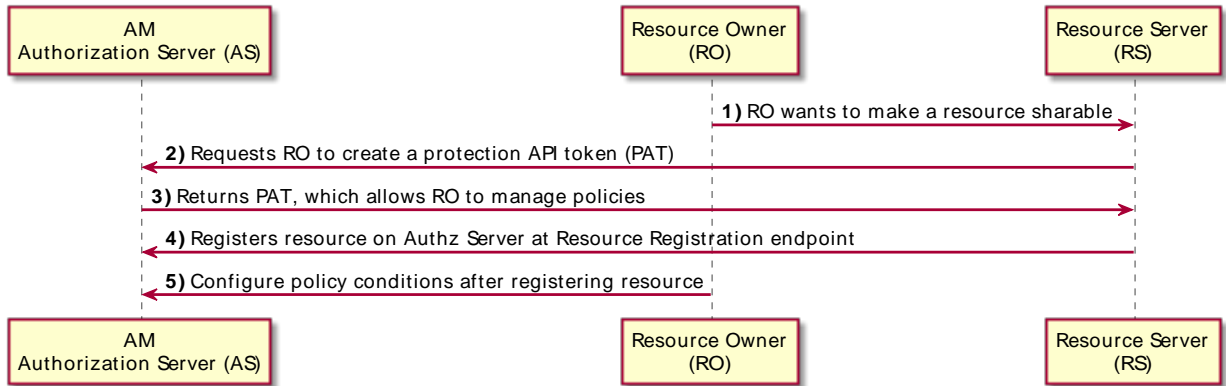 AM
Authorization Server (AS)
Resource Owner
(RO)
Resource Server
(RS)
1) RO wants to make a resource sharable
2) Requests RO to create a protection API token (PAT)
3) Returns PAT, which allows RO to manage policies
4) Registers resource on Authz Server at Resource Registration endpoint
5) Configure policy conditions after registering resource
AM
Authorization Server (AS)
Resource Owner
(RO)
Resource Server
(RS)